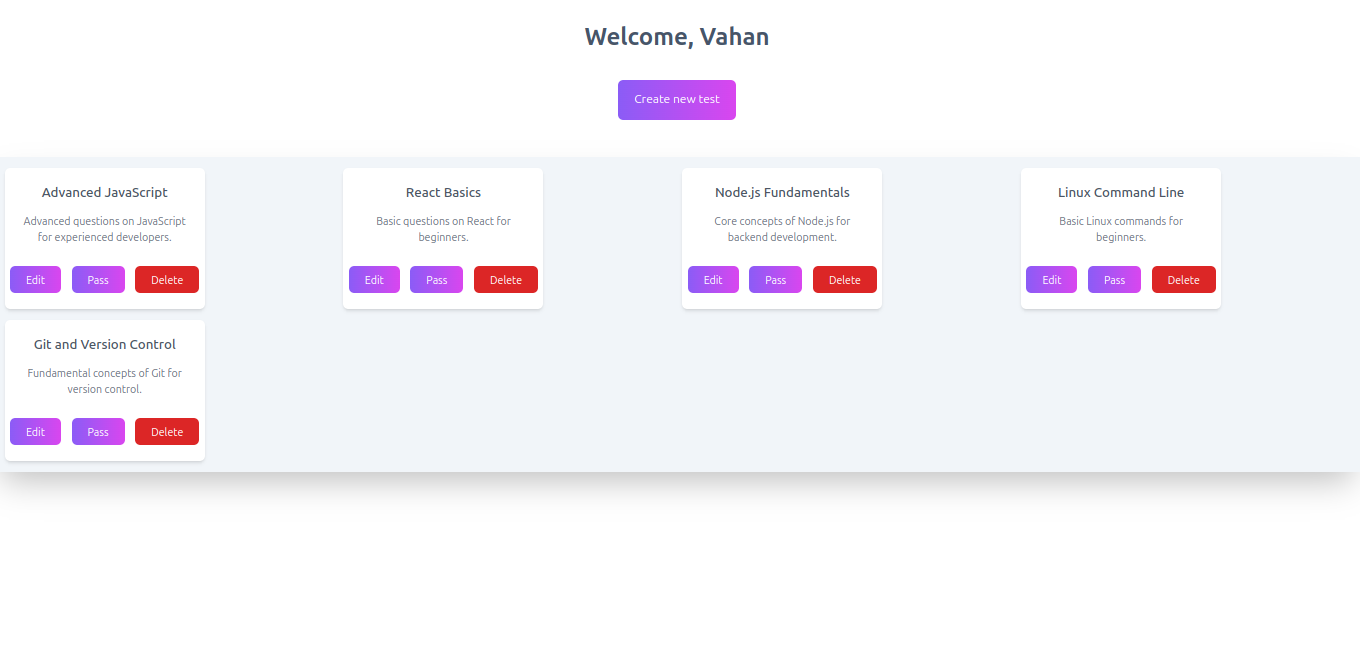 Welcome, Vahan
Create new test
Advanced JavaScript
Advanced questions on JavaScript
for experienced developers.
Edit Pass Delete
React Basics
Basic questions on React for
beginners.
Edit Pass Delete
Node.js Fundamentals
Core concepts of Node.js for
backend development.
Edit Pass Delete
Linux Command Line
Basic Linux commands for
beginners.
Edit Pass Delete
Git and Version Control
Fundamental concepts of Git for
version control.
Edit Pass Delete